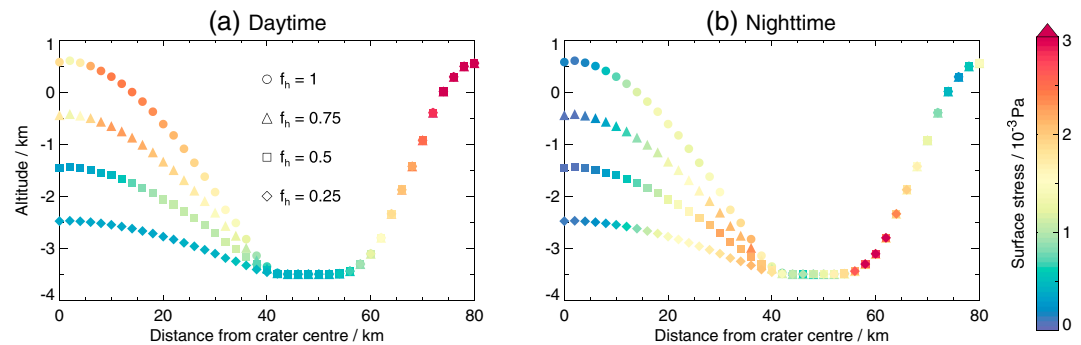 (a) Daytime
(b) Nighttime
1
0
-1
-2
-3
-4
Altitude / km
0
20
40
60
80
Distance from crater centre / km
f_h = 1
f_h = 0.75
f_h = 0.5
f_h = 0.25
1
0
-1
-2
-3
-4
0
20
40
60
80
Distance from crater centre / km
3
2
1
0
Surface stress / 10⁻³ Pa